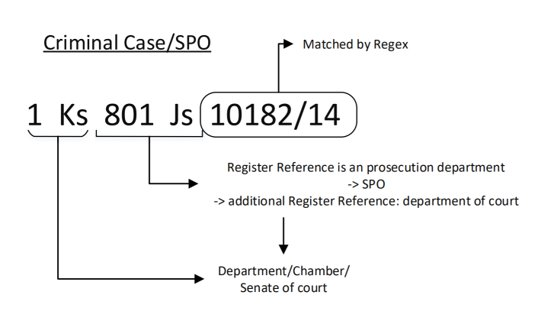 Criminal Case/SPO
Matched by Regex
1 Ks 801 Js 10182/14
Register Reference is an prosecution department
-> SPO
-> additional Register Reference: department of court
Department/Chamber/
Senate of court